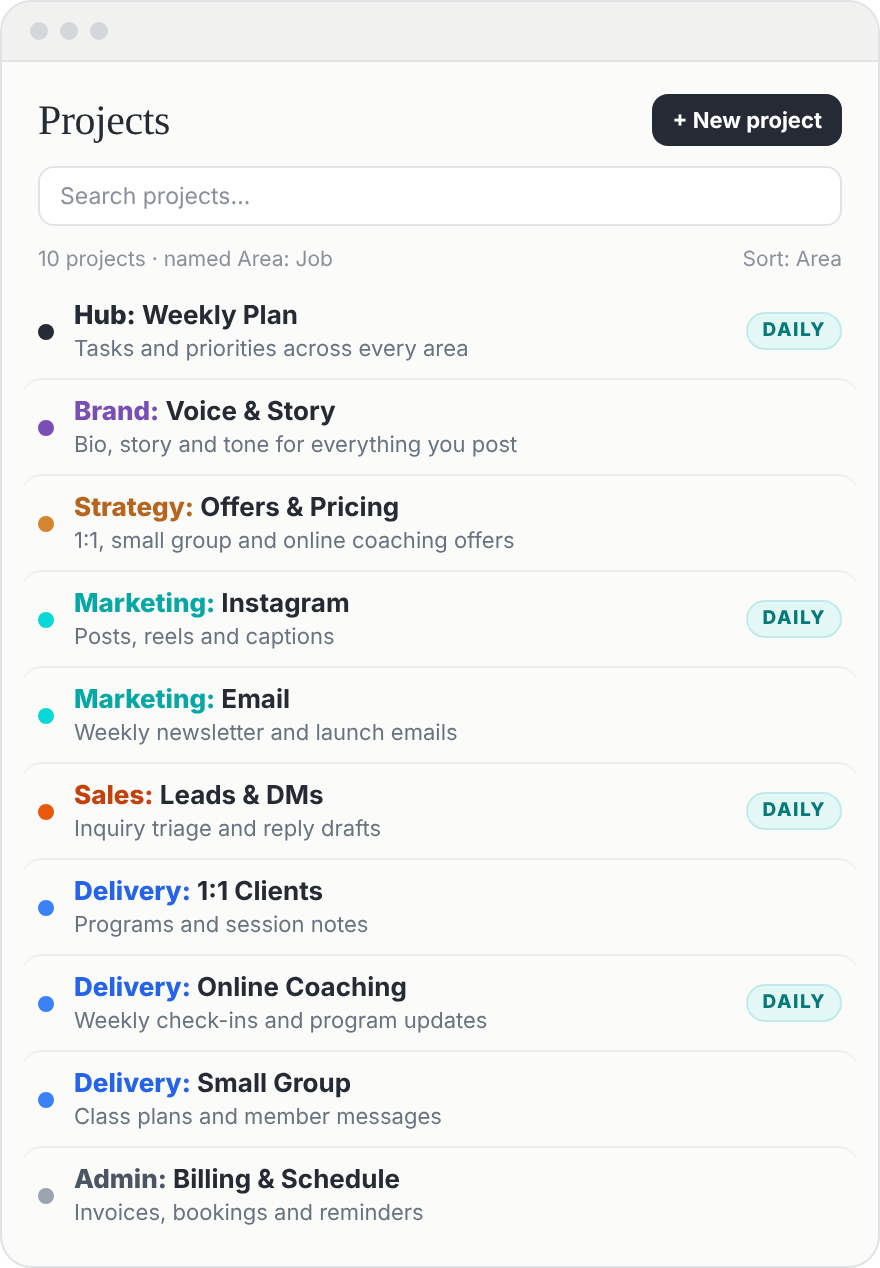 Projects
+ New project
Search projects...
10 projects · named Area: Job
Sort: Area
Hub: Weekly Plan
Tasks and priorities across every area
DAILY
Brand: Voice & Story
Bio, story and tone for everything you post
Strategy: Offers & Pricing
1:1, small group and online coaching offers
Marketing: Instagram
Posts, reels and captions
DAILY
Marketing: Email
Weekly newsletter and launch emails
Sales: Leads & DMs
Inquiry triage and reply drafts
DAILY
Delivery: 1:1 Clients
Programs and session notes
Delivery: Online Coaching
Weekly check-ins and program updates
DAILY
Delivery: Small Group
Class plans and member messages
Admin: Billing & Schedule
Invoices, bookings and reminders